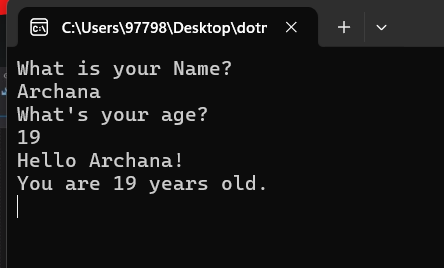 C:\Users\97798\Desktop\dotr
What is your Name?
Archana
What's your age?
19
Hello Archana!
You are 19 years old.